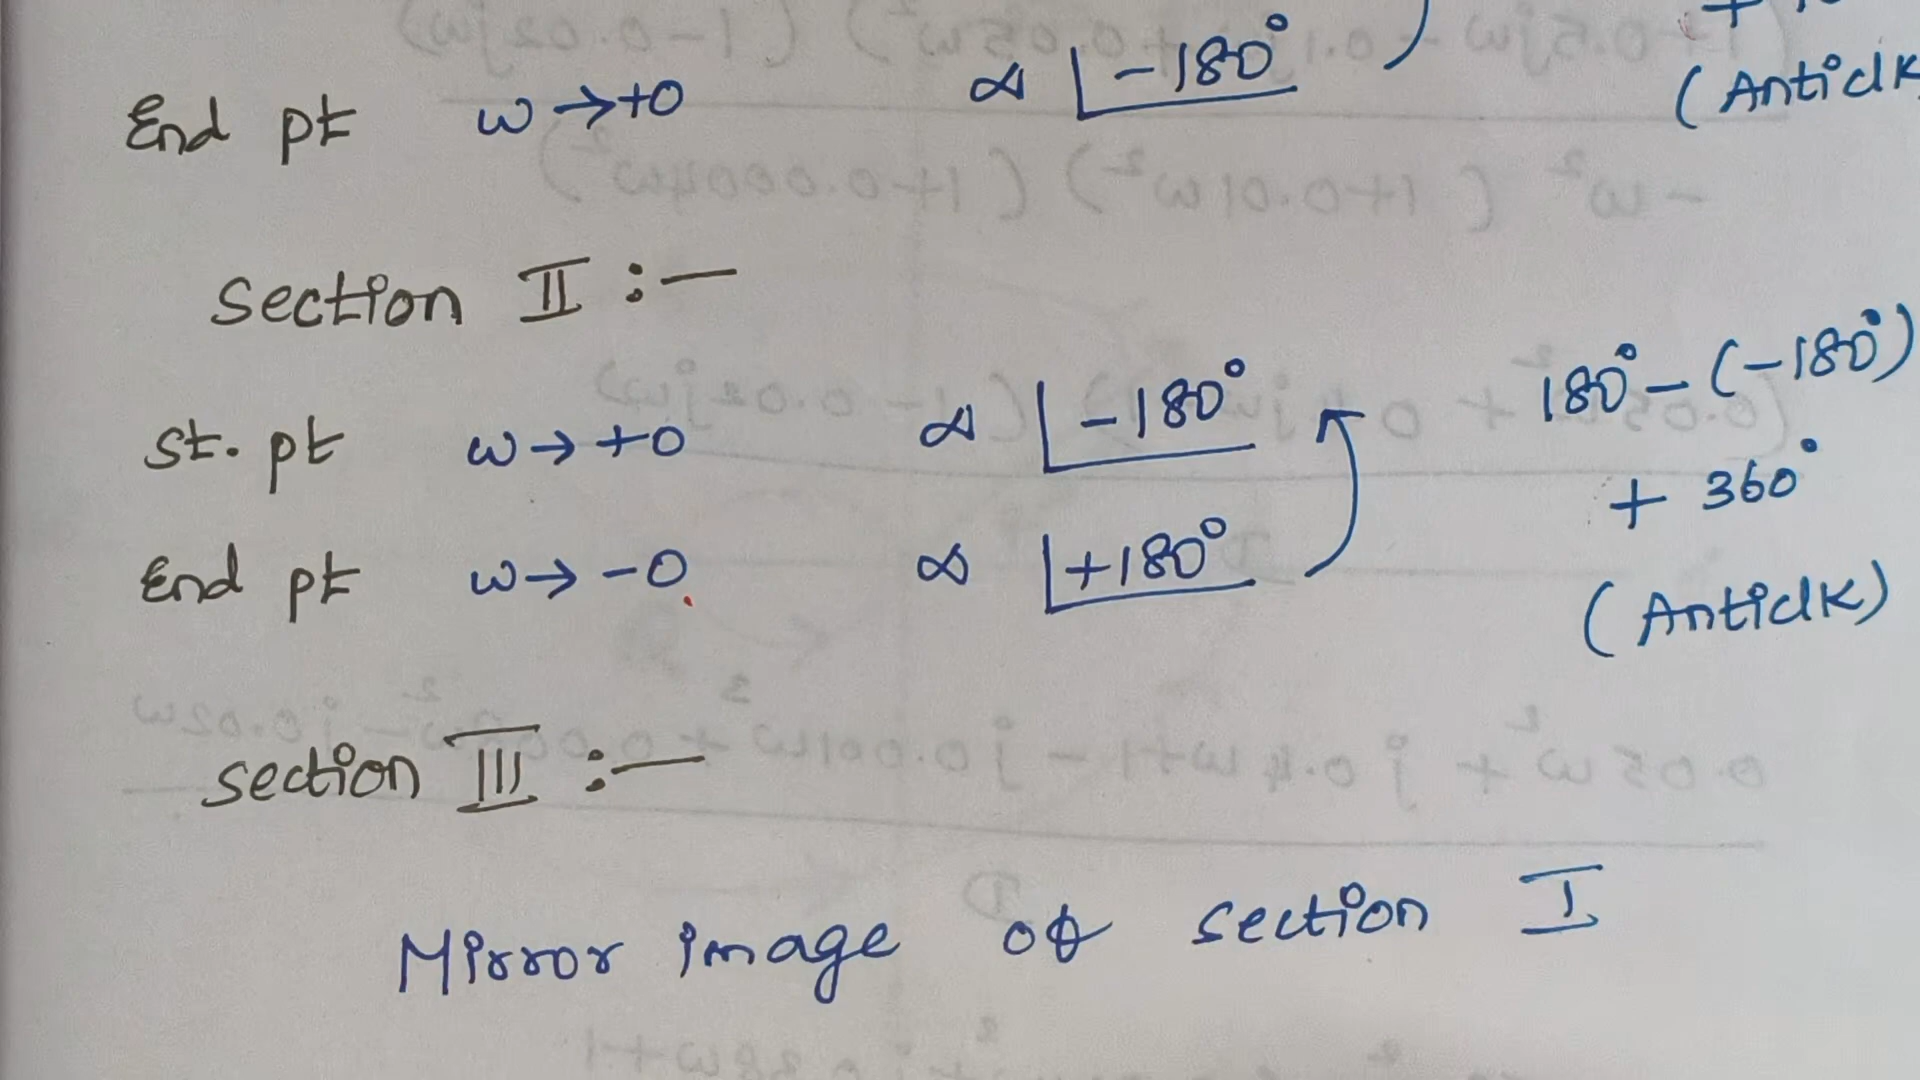 End pt ω → +0 ∞ ∠-180°
(Anticlk
Section II :-
St. pt ω → +0 ∞ ∠-180° 180° - (-180°)
+ 360°
End pt ω → -0 ∞ ∠+180°
(Anticlk)
section III :-
Mirror image of section I